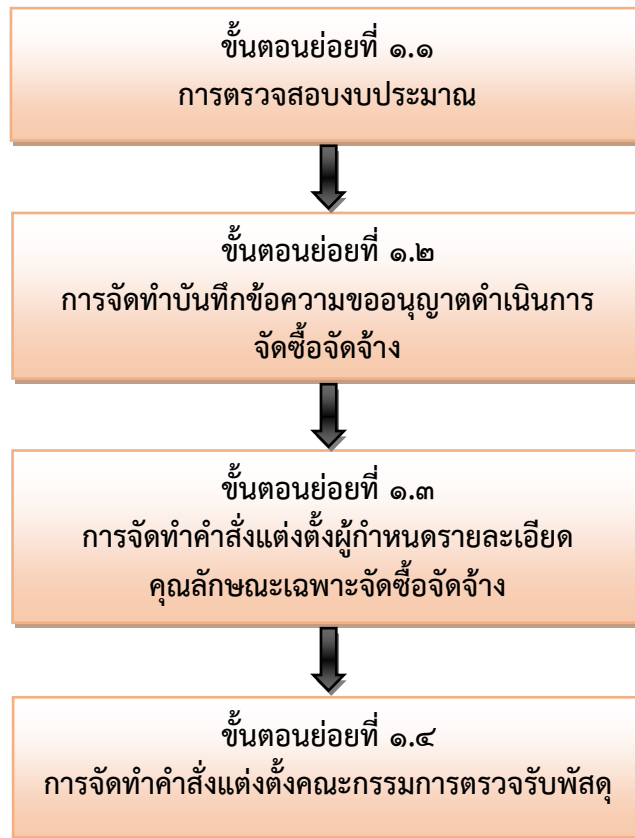 ขั้นตอนย่อยที่ ๑.๑
การตรวจสอบงบประมาณ
ขั้นตอนย่อยที่ ๑.๒
การจัดทำบันทึกข้อความขออนุญาตดำเนินการ
จัดซื้อจัดจ้าง
ขั้นตอนย่อยที่ ๑.๓
การจัดทำคำสั่งแต่งตั้งผู้กำหนดรายละเอียด
คุณลักษณะเฉพาะจัดซื้อจัดจ้าง
ขั้นตอนย่อยที่ ๑.๔
การจัดทำคำสั่งแต่งตั้งคณะกรรมการตรวจรับพัสดุ